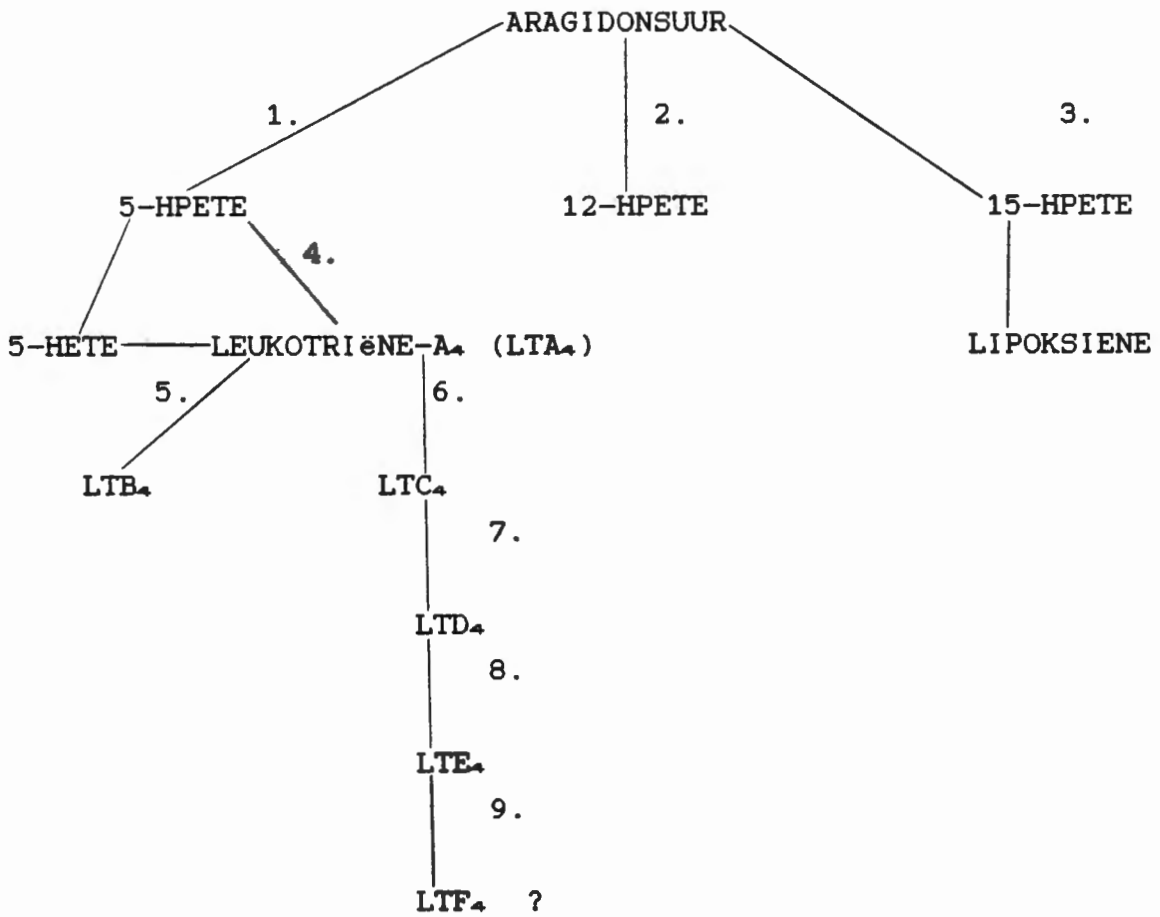 ARAGIDONSUUR
1. 2. 3.
5-HPETE 12-HPETE 15-HPETE
4.
5-HETE LEUKOTRIëNE-A₄ (LTA₄) LIPOKSIENE
5. 6.
LTB₄ LTC₄
7.
LTD₄
8.
LTE₄
9.
LTF₄ ?